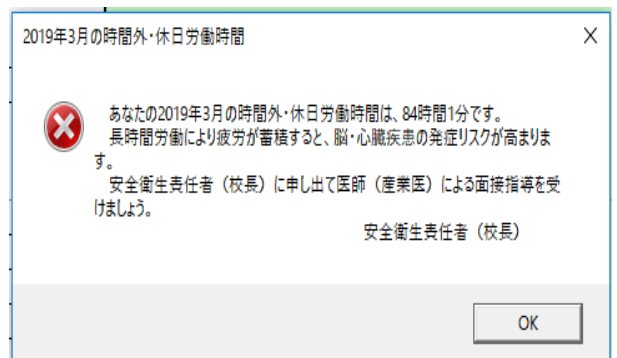 2019年3月の時間外・休日労働時間
あなたの2019年3月の時間外・休日労働時間は、84時間1分です。
長時間労働により疲労が蓄積すると、脳・心臓疾患の発症リスクが高まりま
す。
安全衛生責任者（校長）に申し出て医師（産業医）による面接指導を受
けましょう。
安全衛生責任者（校長）
OK